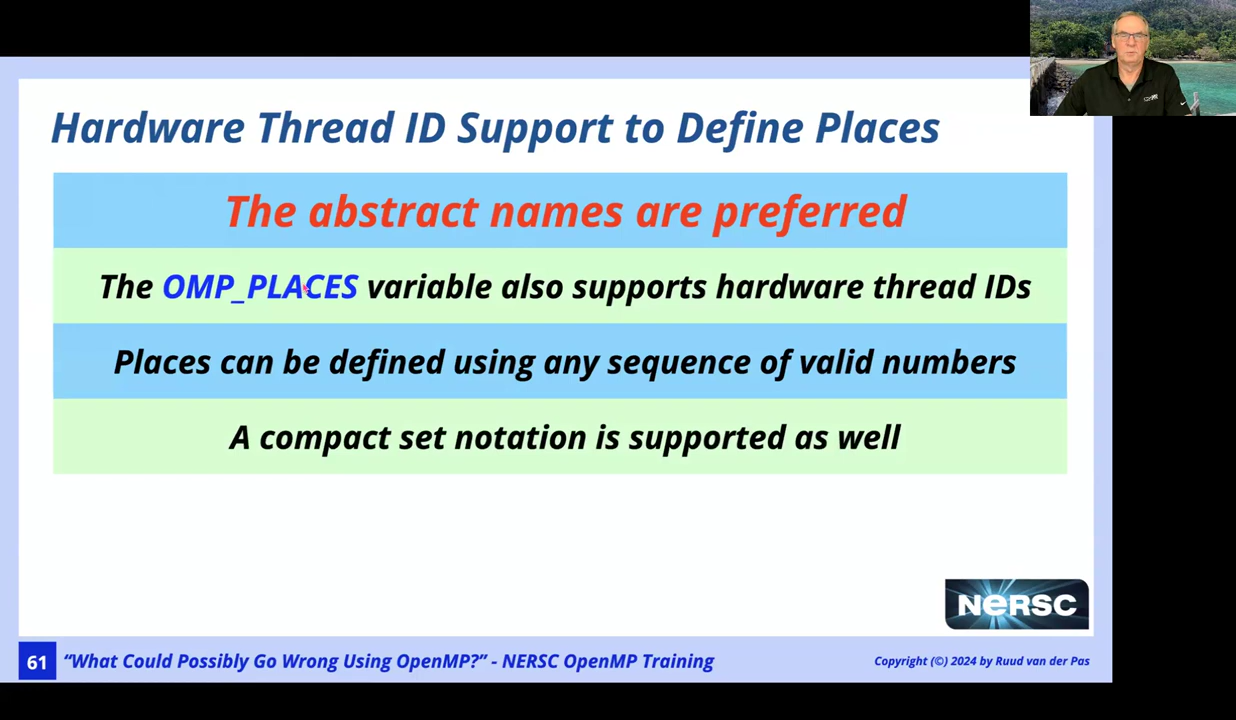 Hardware Thread ID Support to Define Places
The abstract names are preferred
The OMP_PLACES variable also supports hardware thread IDs
Places can be defined using any sequence of valid numbers
A compact set notation is supported as well
NERSC
61 "What Could Possibly Go Wrong Using OpenMP?" - NERSC OpenMP Training
Copyright (©) 2024 by Ruud van der Pas